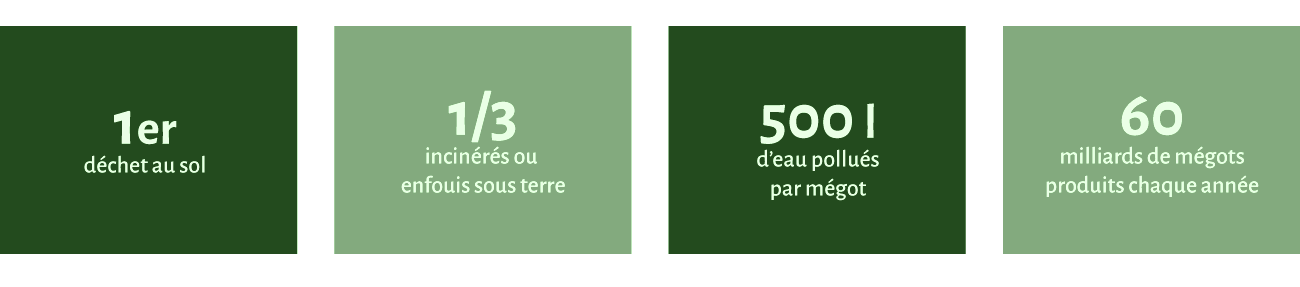 1er
déchet au sol
1/3
incinérés ou
enfouis sous terre
500 l
d’eau pollués
par mégot
60
milliards de mégots
produits chaque année